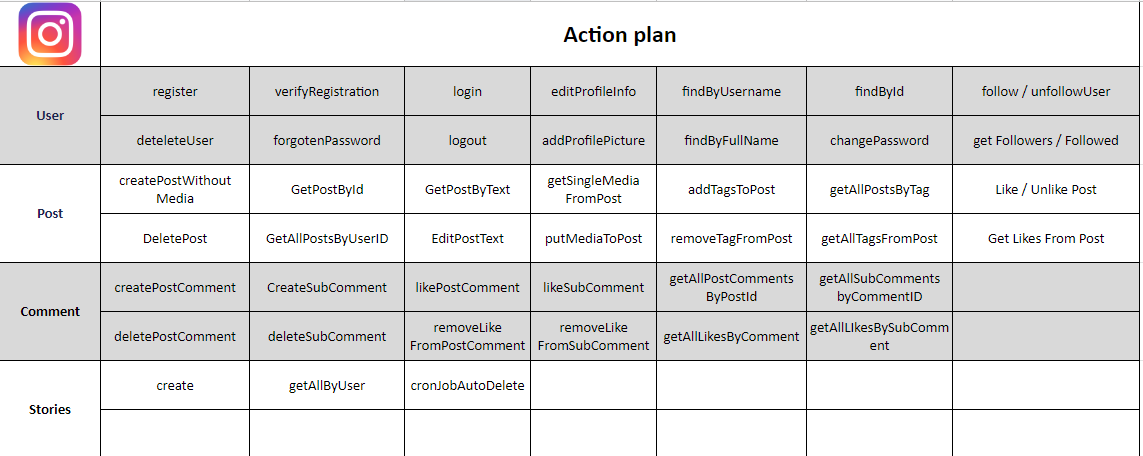 Action plan
User
register
verifyRegistration
login
editProfileInfo
findByUsername
findById
follow / unfollowUser
deteleteUser
forgotenPassword
logout
addProfilePicture
findByFullName
changePassword
get Followers / Followed
Post
createPostWithout
Media
GetPostById
GetPostByText
getSingleMedia
FromPost
addTagsToPost
getAllPostsByTag
Like / Unlike Post
DeletePost
GetAllPostsByUserID
EditPostText
putMediaToPost
removeTagFromPost
getAllTagsFromPost
Get Likes From Post
Comment
createPostComment
CreateSubComment
likePostComment
likeSubComment
getAllPostComments
ByPostId
getAllSubComments
byCommentID
deletePostComment
deleteSubComment
removeLike
FromPostComment
removeLike
FromSubComment
getAllLikesByComment
getAllLIkesBySubComm
ent
Stories
create
getAllByUser
cronJobAutoDelete